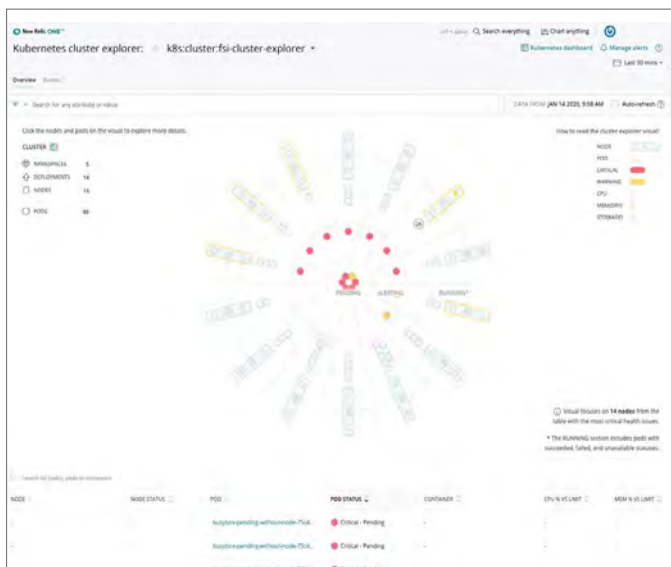 New Relic ONE™
Search everything
Chart anything
Kubernetes cluster explorer:
k8s:cluster:fsi-cluster-explorer
Kubernetes dashboard
Manage alerts
Last 30 mins
Overview
Events
Search for any attribute or value
DATA FROM JAN 14 2020, 9:58 AM
Auto-refresh
Click the nodes and pods on the visual to explore more details.
How to read the cluster explorer visual:
CLUSTER
NODE
NAMESPACES 5
POD
DEPLOYMENTS 14
CRITICAL
NODES
WARNING
CPU
PODS
MEMORY
STORAGE
PENDING
ALERTING
RUNNING*
Visual focuses on 14 nodes from the
table with the most critical health issues.
* The RUNNING section includes pods with
succeeded, failed, and unavailable statuses.
NODE
NODE STATUS
POD
POD STATUS
CONTAINER
CPU % VS LIMIT
MEM % VS LIMIT
Critical - Pending
Critical - Pending